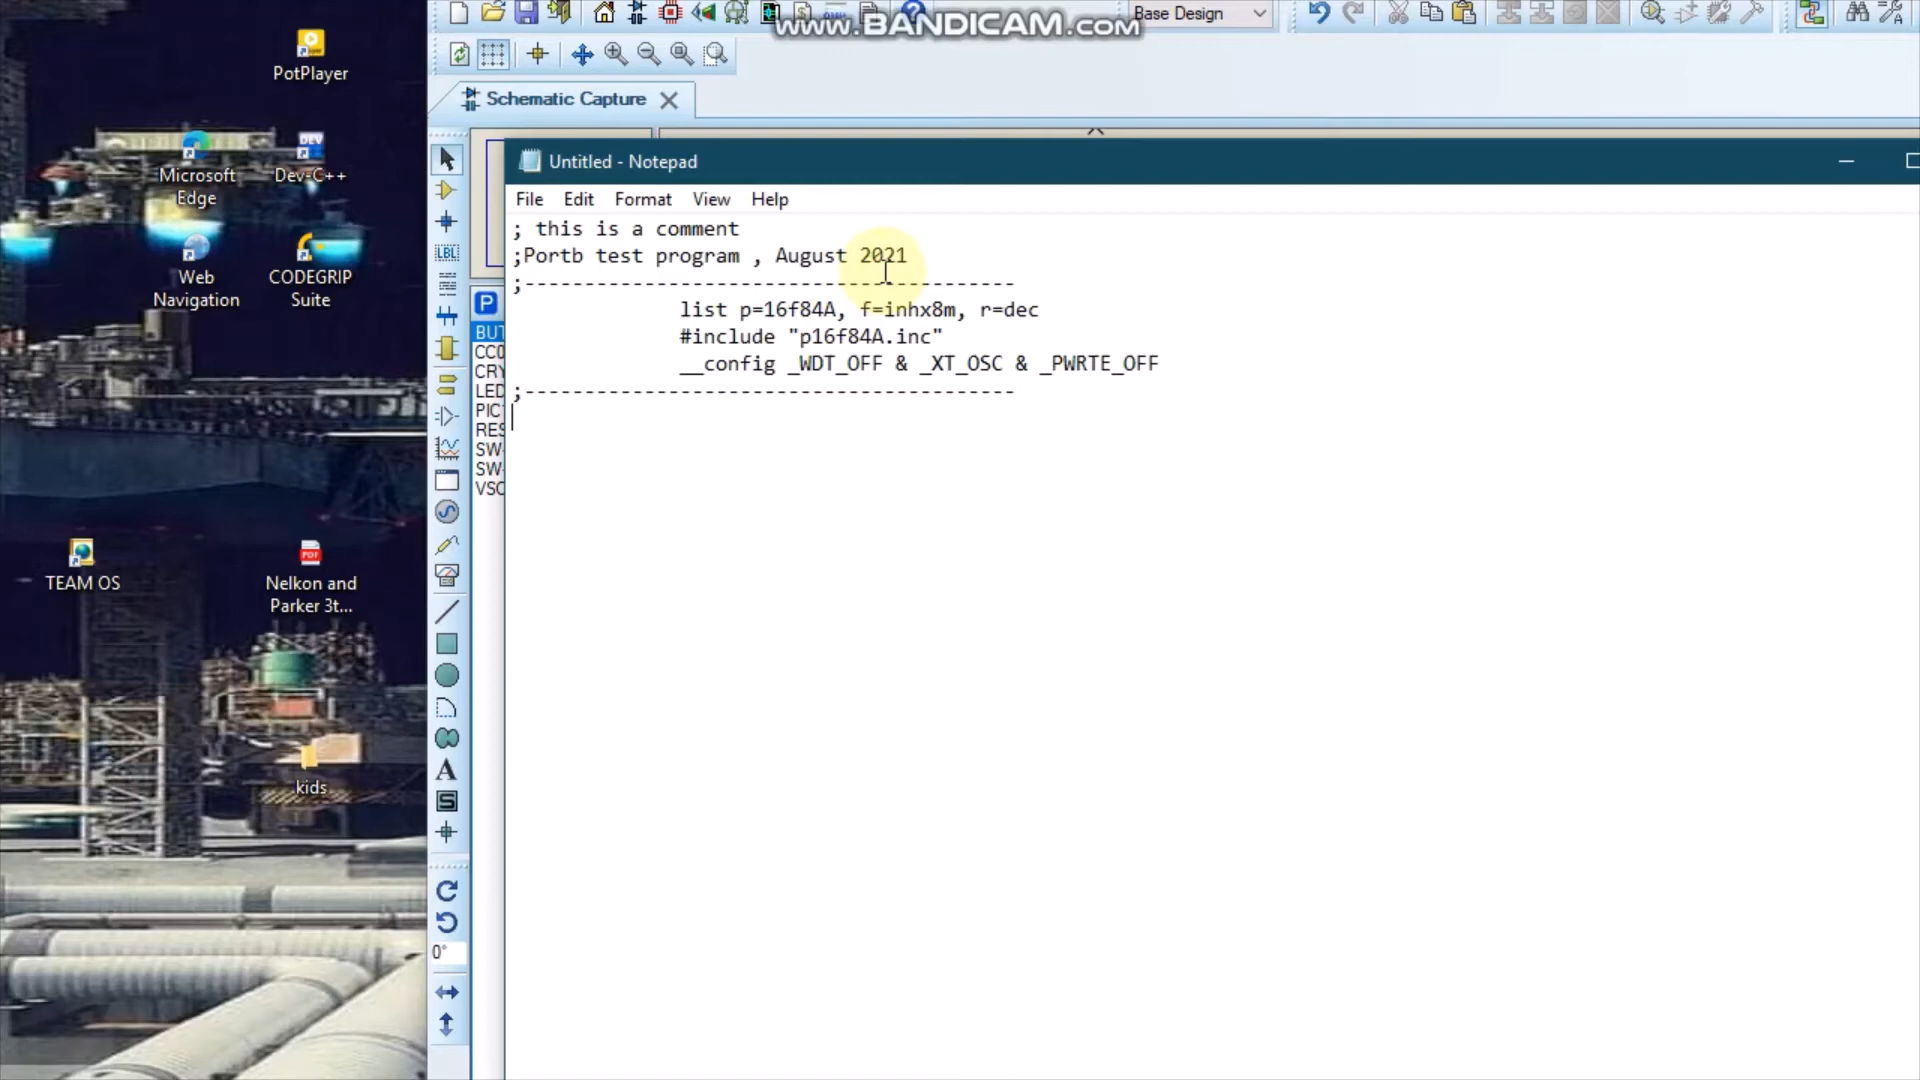 PotPlayer
Microsoft
Edge
DEV
Dev-C++
Web
Navigation
CODEGRIP
Suite
TEAM OS
PDF
Nelkon and
Parker 3t...
kids
www.BANDICAM.com
Base Design
Schematic Capture
LBL
P
BUT
CRY
LED
PIC
RES
SW-
SW-
VSO
A
S
0°
Untitled - Notepad
File Edit Format View Help
; this is a comment
;Portb test program , August 2021
;-----------------------------------------
list p=16f84A, f=inhx8m, r=dec
#include "p16f84A.inc"
__config _WDT_OFF & _XT_OSC & _PWRTE_OFF
;-----------------------------------------